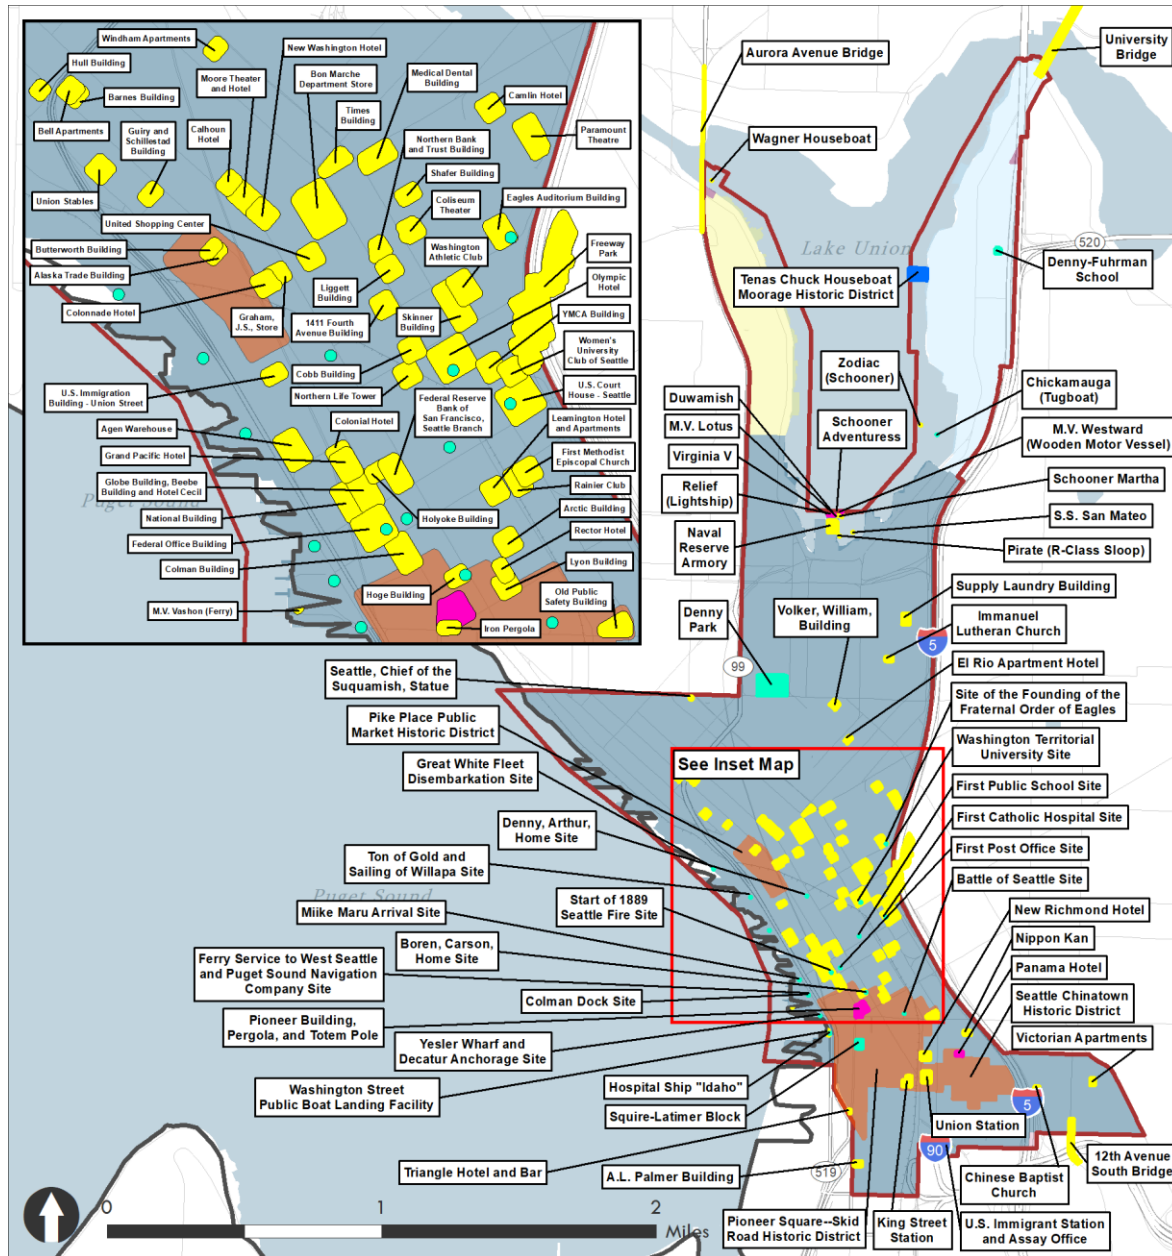 Windham Apartments
Hull Building
Barnes Building
Bell Apartments
New Washington Hotel
Moore Theater
and Hotel
Bon Marche
Department Store
Medical Dental
Building
Times
Building
Camlin Hotel
Paramount
Theatre
Guiry and
Schillestad
Building
Calhoun
Hotel
Northern Bank
and Trust Building
Shafer Building
Union Stables
Coliseum
Theater
Eagles Auditorium Building
United Shopping Center
Butterworth Building
Alaska Trade Building
Colonnade Hotel
Washington
Athletic Club
Freeway
Park
Olympic
Hotel
Liggett
Building
Graham,
J.S., Store
1411 Fourth
Avenue Building
Skinner
Building
YMCA Building
Women's
University
Club of Seattle
Cobb Building
Northern Life Tower
U.S. Immigration
Building - Union Street
Federal Reserve
Bank of
San Francisco,
Seattle Branch
U.S. Court
House - Seattle
Leamington Hotel
and Apartments
Agen Warehouse
Colonial Hotel
Grand Pacific Hotel
First Methodist
Episcopal Church
Globe Building, Beebe
Building and Hotel Cecil
Rainier Club
Puget Sound
National Building
Holyoke Building
Arctic Building
Federal Office Building
Rector Hotel
Colman Building
Lyon Building
Hoge Building
Old Public
Safety Building
M.V. Vashon (Ferry)
Iron Pergola
Aurora Avenue Bridge
University
Bridge
Wagner Houseboat
Lake Union
520
Denny-Fuhrman
School
Tenas Chuck Houseboat
Moorage Historic District
Zodiac
(Schooner)
Chickamauga
(Tugboat)
Duwamish
M.V. Lotus
Schooner
Adventuress
M.V. Westward
(Wooden Motor Vessel)
Virginia V
Schooner Martha
Relief
(Lightship)
S.S. San Mateo
Naval
Reserve
Armory
Pirate (R-Class Sloop)
Supply Laundry Building
Denny
Park
Volker, William,
Building
Immanuel
Lutheran Church
5
99
El Rio Apartment Hotel
Seattle, Chief of the
Suquamish, Statue
Site of the Founding of the
Fraternal Order of Eagles
Pike Place Public
Market Historic District
Washington Territorial
University Site
See Inset Map
Great White Fleet
Disembarkation Site
First Public School Site
First Catholic Hospital Site
Denny, Arthur,
Home Site
First Post Office Site
Ton of Gold and
Sailing of Willapa Site
Battle of Seattle Site
Puget Sound
Start of 1889
Seattle Fire Site
Miike Maru Arrival Site
New Richmond Hotel
Boren, Carson,
Home Site
Nippon Kan
Ferry Service to West Seattle
and Puget Sound Navigation
Company Site
Panama Hotel
Colman Dock Site
Seattle Chinatown
Historic District
Pioneer Building,
Pergola, and Totem Pole
Victorian Apartments
Yesler Wharf and
Decatur Anchorage Site
Washington Street
Public Boat Landing Facility
Hospital Ship "Idaho"
Squire-Latimer Block
5
Union Station
90
12th Avenue
South Bridge
Triangle Hotel and Bar
519
A.L. Palmer Building
Chinese Baptist
Church
Pioneer Square--Skid
Road Historic District
King Street
Station
U.S. Immigrant Station
and Assay Office
0
1
2
Miles